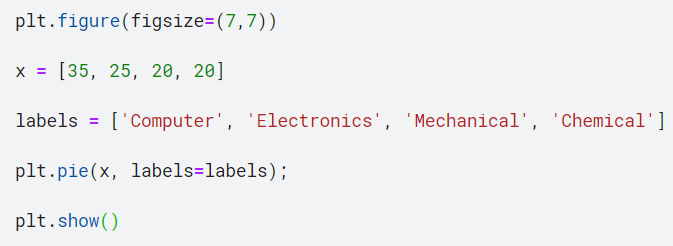 plt.figure(figsize=(7,7))
x = [35, 25, 20, 20]
labels = ['Computer', 'Electronics', 'Mechanical', 'Chemical']
plt.pie(x, labels=labels);
plt.show()